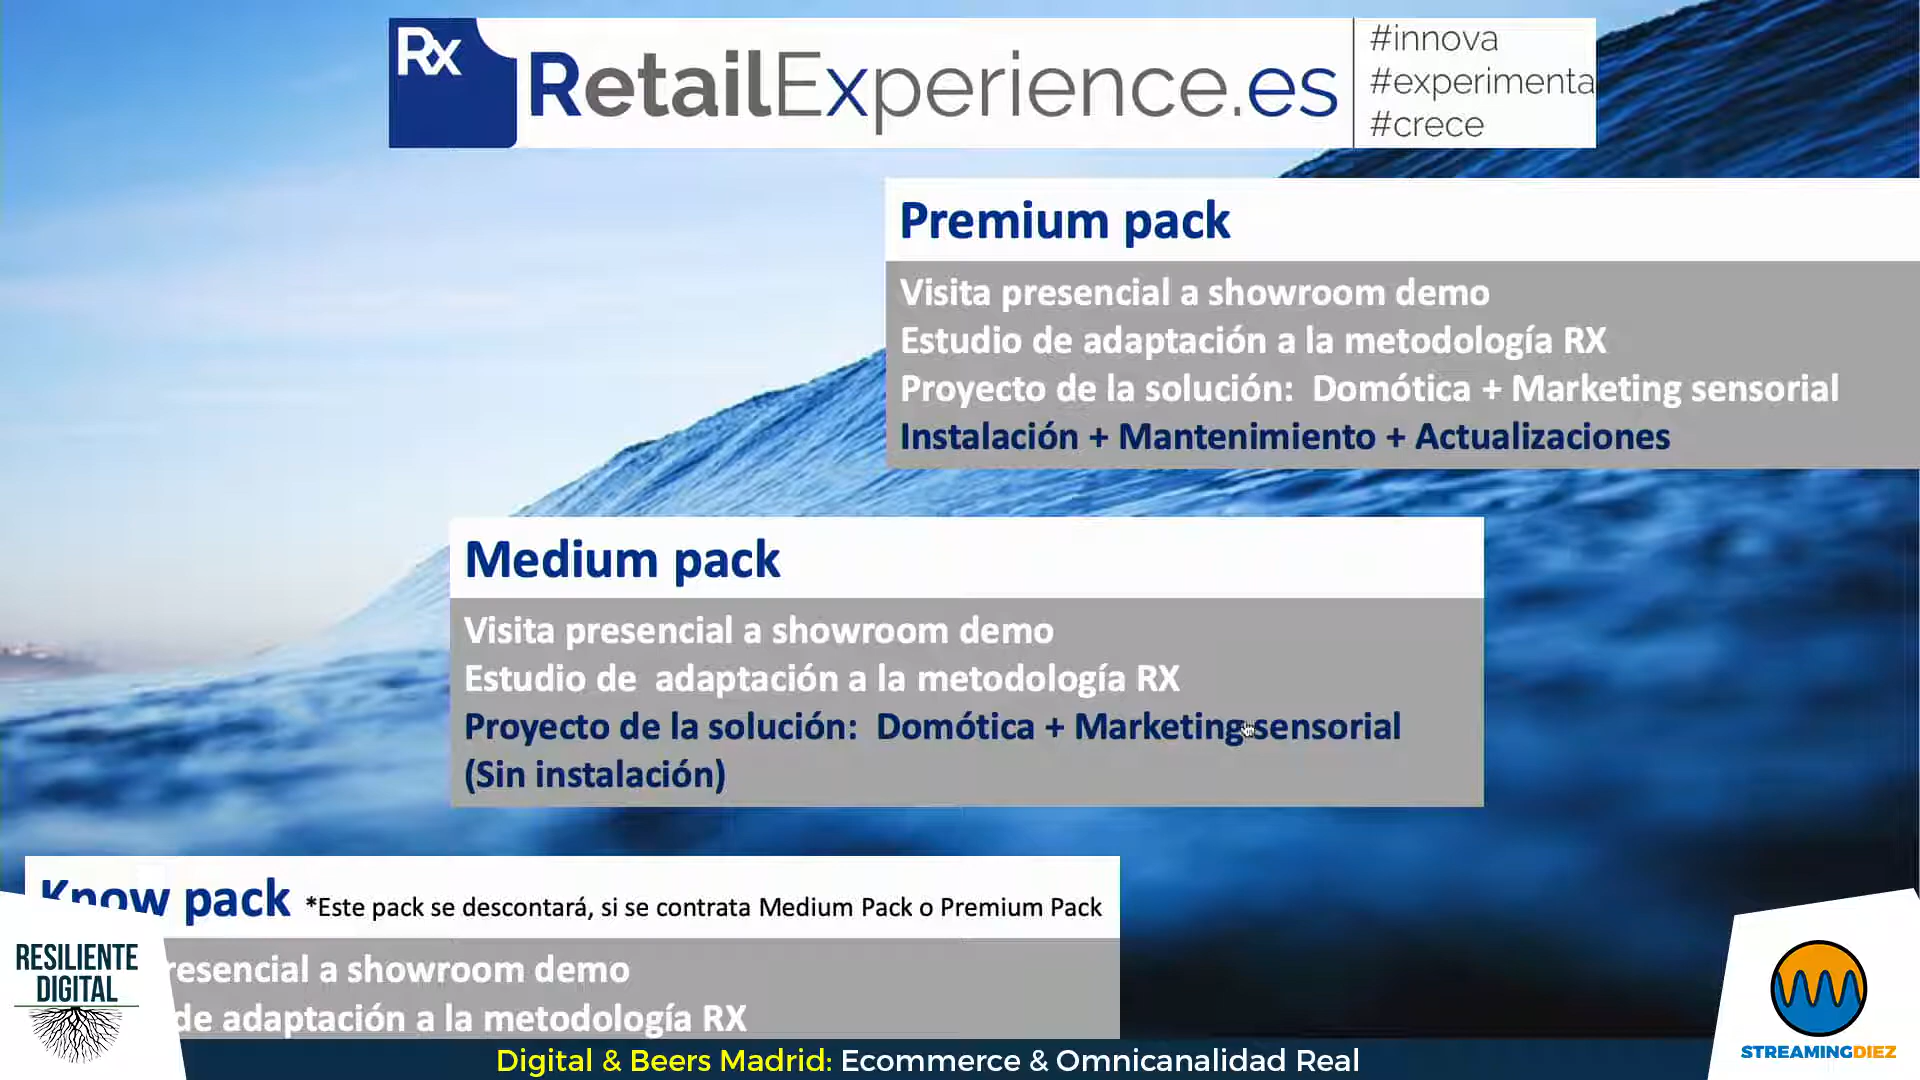 Rx
RetailExperience.es
#innova
#experimenta
#crece
Premium pack
Visita presencial a showroom demo
Estudio de adaptación a la metodología RX
Proyecto de la solución: Domótica + Marketing sensorial
Instalación + Mantenimiento + Actualizaciones
Medium pack
Visita presencial a showroom demo
Estudio de adaptación a la metodología RX
Proyecto de la solución: Domótica + Marketing sensorial
(Sin instalación)
Know pack *Este pack se descontará, si se contrata Medium Pack o Premium Pack
resencial a showroom demo
de adaptación a la metodología RX
RESILIENTE
DIGITAL
Digital & Beers Madrid: Ecommerce & Omnicanalidad Real
STREAMINGDIEZ